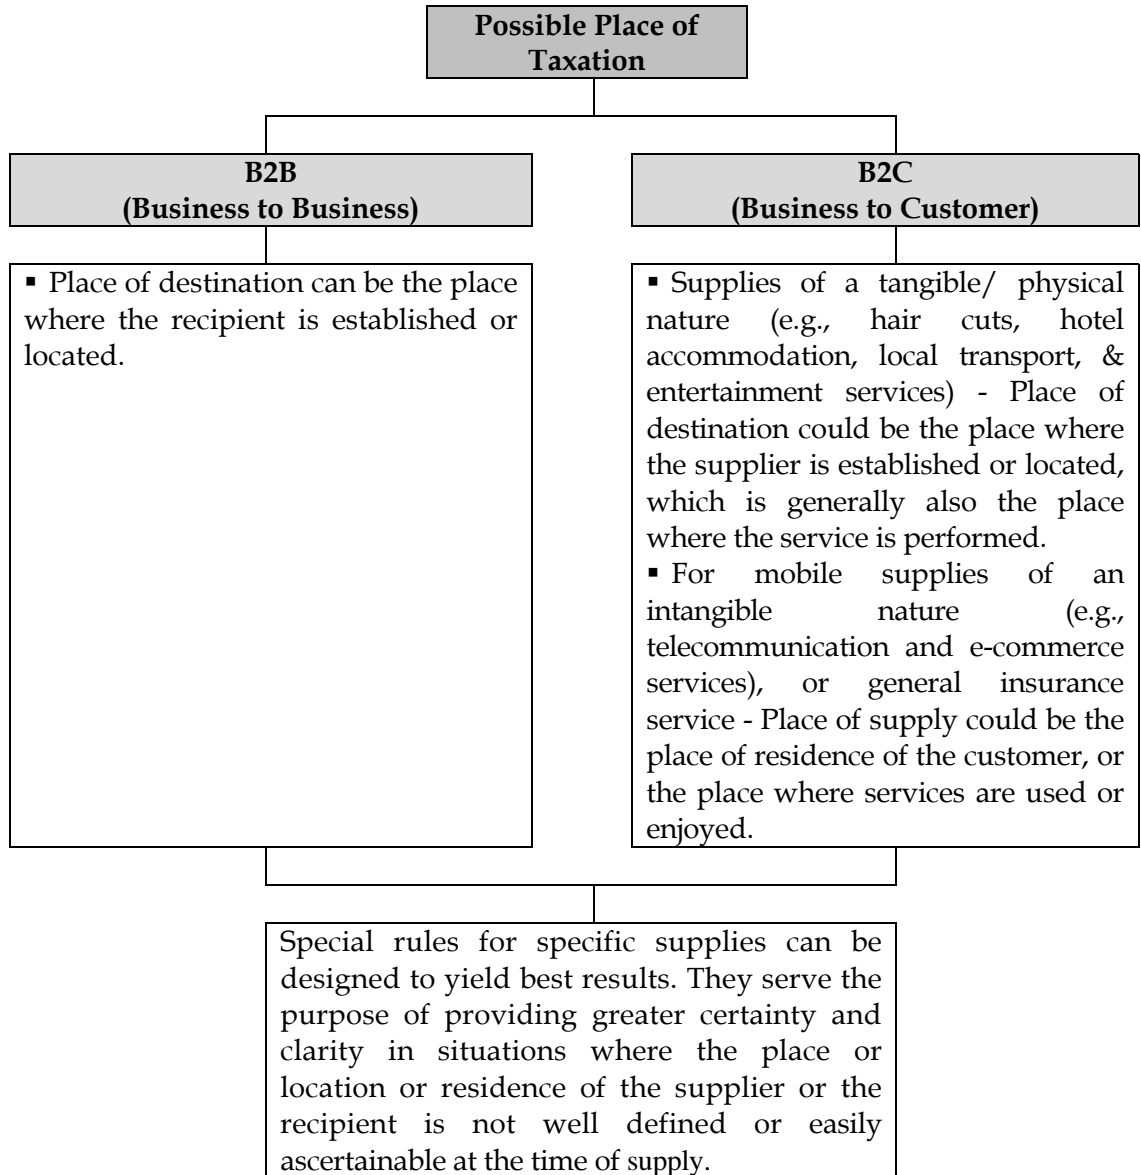 Possible Place of
Taxation
B2B
(Business to Business)
B2C
(Business to Customer)
▪ Place of destination can be the place
where the recipient is established or
located.
▪ Supplies of a tangible/ physical
nature (e.g., hair cuts, hotel
accommodation, local transport, &
entertainment services) - Place of
destination could be the place where
the supplier is established or located,
which is generally also the place
where the service is performed.
▪ For mobile supplies of an
intangible nature (e.g.,
telecommunication and e-commerce
services), or general insurance
service - Place of supply could be the
place of residence of the customer, or
the place where services are used or
enjoyed.
Special rules for specific supplies can be
designed to yield best results. They serve the
purpose of providing greater certainty and
clarity in situations where the place or
location or residence of the supplier or the
recipient is not well defined or easily
ascertainable at the time of supply.